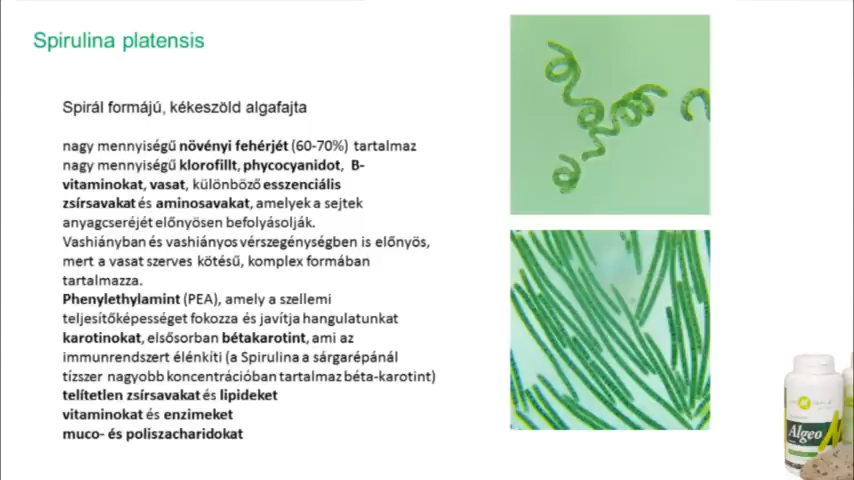 Spirulina platensis
Spirál formájú, kékeszöld algafajta
nagy mennyiségű növényi fehérjét (60-70%) tartalmaz
nagy mennyiségű klorofillt, phycocyanidot, B-
vitaminokat, vasat, különböző esszenciális
zsírsavakat és aminosavakat, amelyek a sejtek
anyagcseréjét előnyösen befolyásolják.
Vashiányban és vashiányos vérszegénységben is előnyös,
mert a vasat szerves kötésű, komplex formában
tartalmazza.
Phenylethylamint (PEA), amely a szellemi
teljesítőképességet fokozza és javítja hangulatunkat
karotinokat, elsősorban bétakarotint, ami az
immunrendszert élénkíti (a Spirulina a sárgarépánál
tízszer nagyobb koncentrációban tartalmaz béta-karotint)
telítetlen zsírsavakat és lipideket
vitaminokat és enzimeket
muco- és poliszacharidokat
Algeo